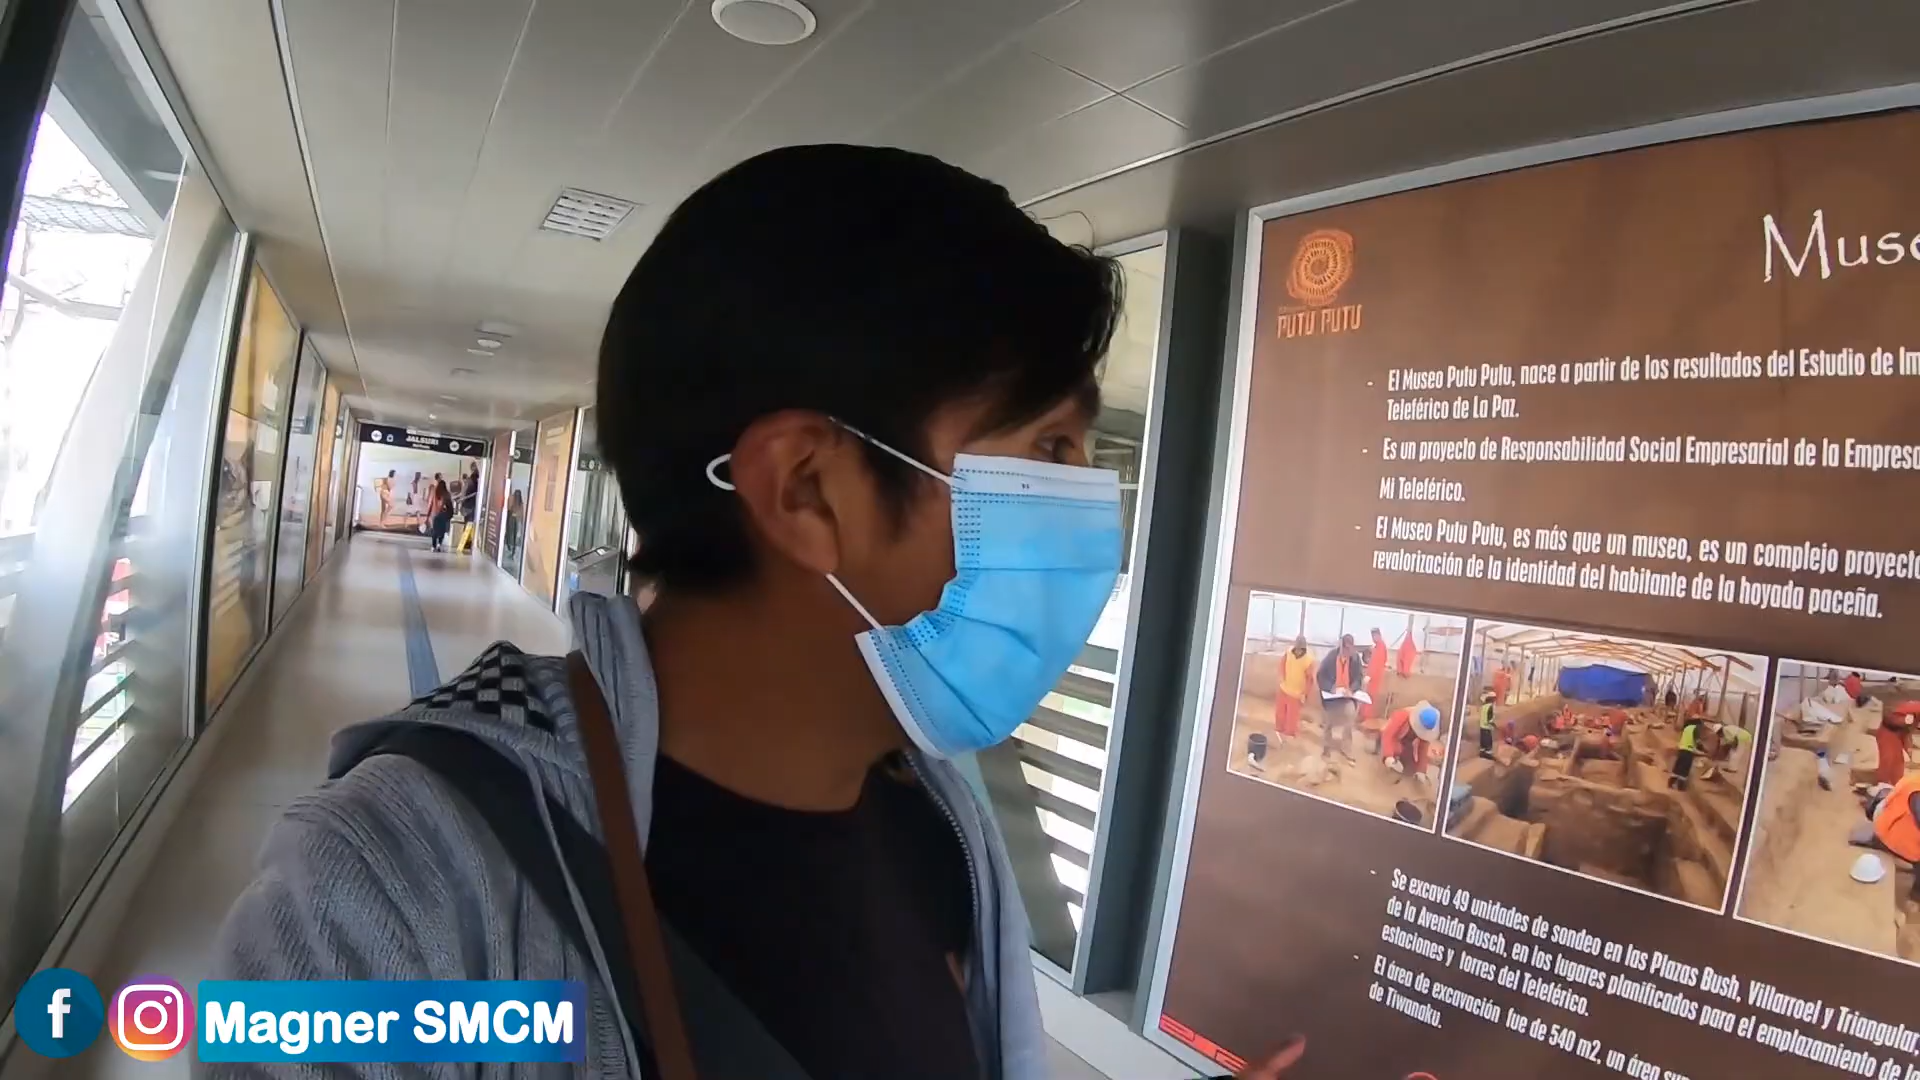 JALSURI
Muse
PUTU PUTU
- El Museo Putu Putu, nace a partir de los resultados del Estudio de Im
Teleférico de La Paz.
- Es un proyecto de Responsabilidad Social Empresarial de la Empresa
Mi Teleférico.
- El Museo Putu Putu, es más que un museo, es un complejo proyecto
revalorización de la identidad del habitante de la hoyada paceña.
- Se excavó 49 unidades de sondeo en las Plazas Bush, Villarroel y Triangular,
de la Avenida Busch, en los lugares planificados para el emplazamiento de la
estaciones y torres del Teleférico.
- El área de excavación fue de 540 m2, un área
de Tiwanaku.
f
Magner SMCM